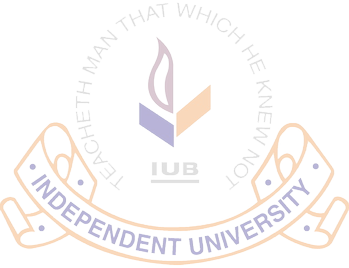 TEACHETH MAN THAT WHICH HE KNEW NOT
IUB
INDEPENDENT UNIVERSITY